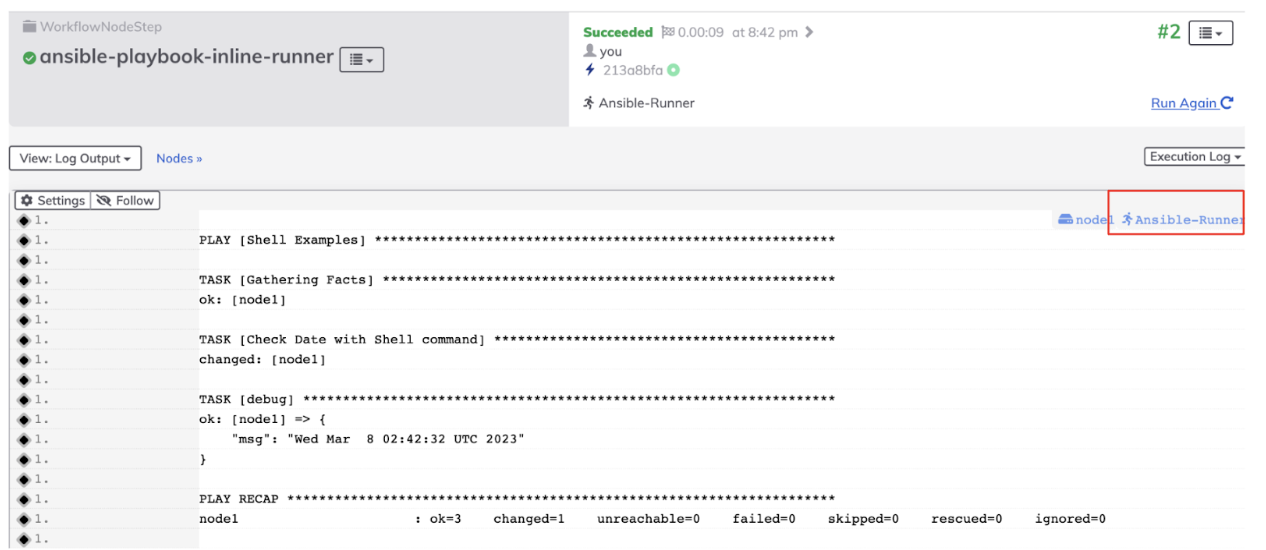 WorkflowNodeStep
ansible-playbook-inline-runner
Succeeded 0.00:09 at 8:42 pm
you
213a8bfa
Ansible-Runner
#2
Run Again
View: Log Output
Nodes »
Execution Log
Settings Follow
1. node1 Ansible-Runner
1. PLAY [Shell Examples] **********************************************************
1.
1. TASK [Gathering Facts] *********************************************************
1. ok: [node1]
1.
1. TASK [Check Date with Shell command] *******************************************
1. changed: [node1]
1.
1. TASK [debug] *******************************************************************
1. ok: [node1] => {
1. "msg": "Wed Mar  8 02:42:32 UTC 2023"
1. }
1.
1. PLAY RECAP *********************************************************************
1. node1 : ok=3 changed=1 unreachable=0 failed=0 skipped=0 rescued=0 ignored=0
1.